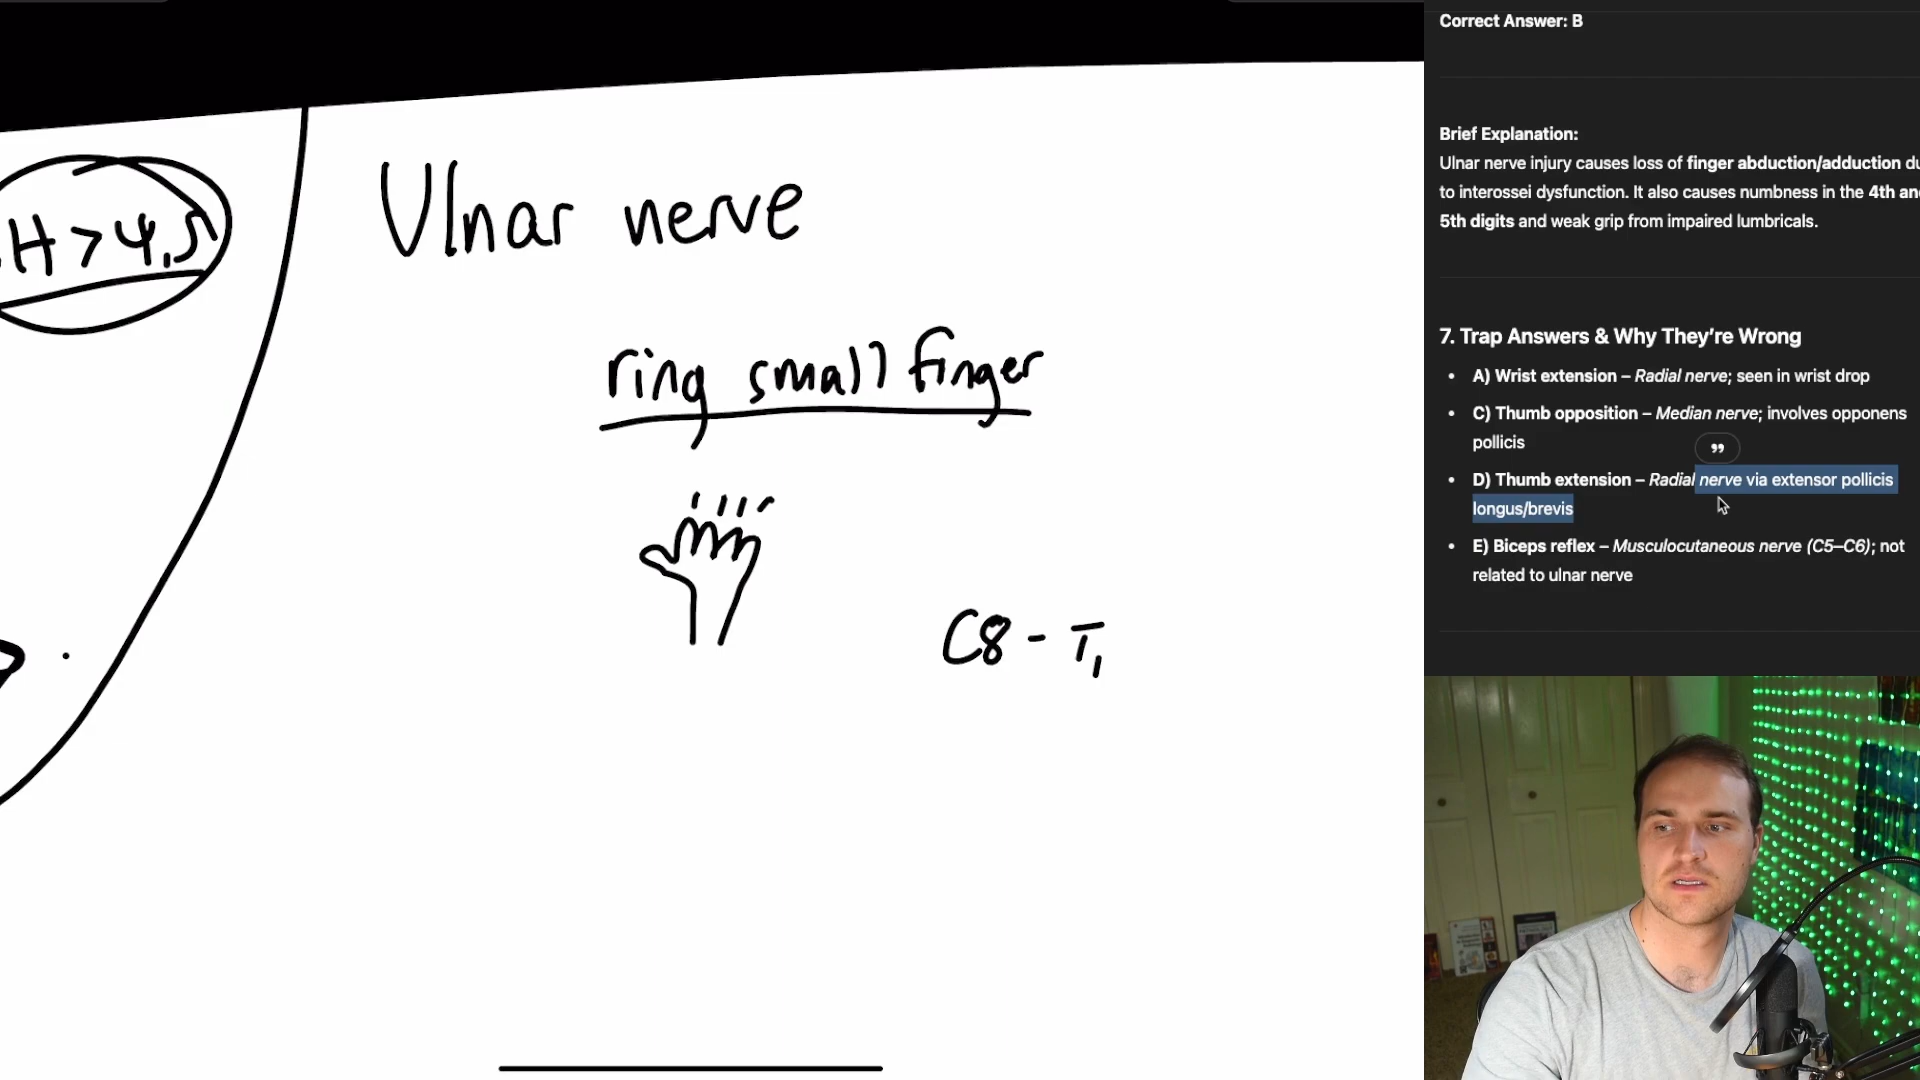 H > 4,5
Ulnar nerve
ring small finger
C8 - T1
Correct Answer: B
Brief Explanation:
Ulnar nerve injury causes loss of finger abduction/adduction du
to interossei dysfunction. It also causes numbness in the 4th an
5th digits and weak grip from impaired lumbricals.
7. Trap Answers & Why They're Wrong
• A) Wrist extension – Radial nerve; seen in wrist drop
• C) Thumb opposition – Median nerve; involves opponens
pollicis
• D) Thumb extension – Radial nerve via extensor pollicis
longus/brevis
• E) Biceps reflex – Musculocutaneous nerve (C5–C6); not
related to ulnar nerve